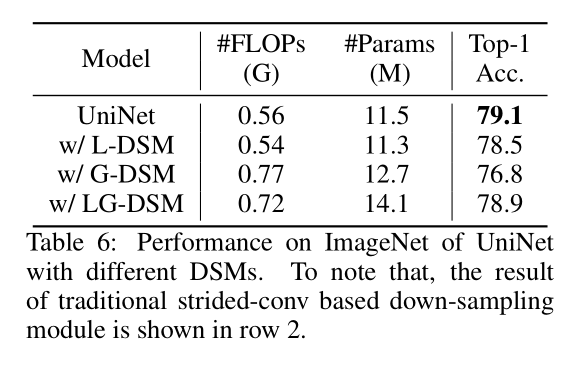 Model #FLOPs (G) #Params (M) Top-1 Acc.
UniNet 0.56 11.5 79.1
w/ L-DSM 0.54 11.3 78.5
w/ G-DSM 0.77 12.7 76.8
w/ LG-DSM 0.72 14.1 78.9
Table 6: Performance on ImageNet of UniNet
with different DSMs. To note that, the result
of traditional strided-conv based down-sampling
module is shown in row 2.